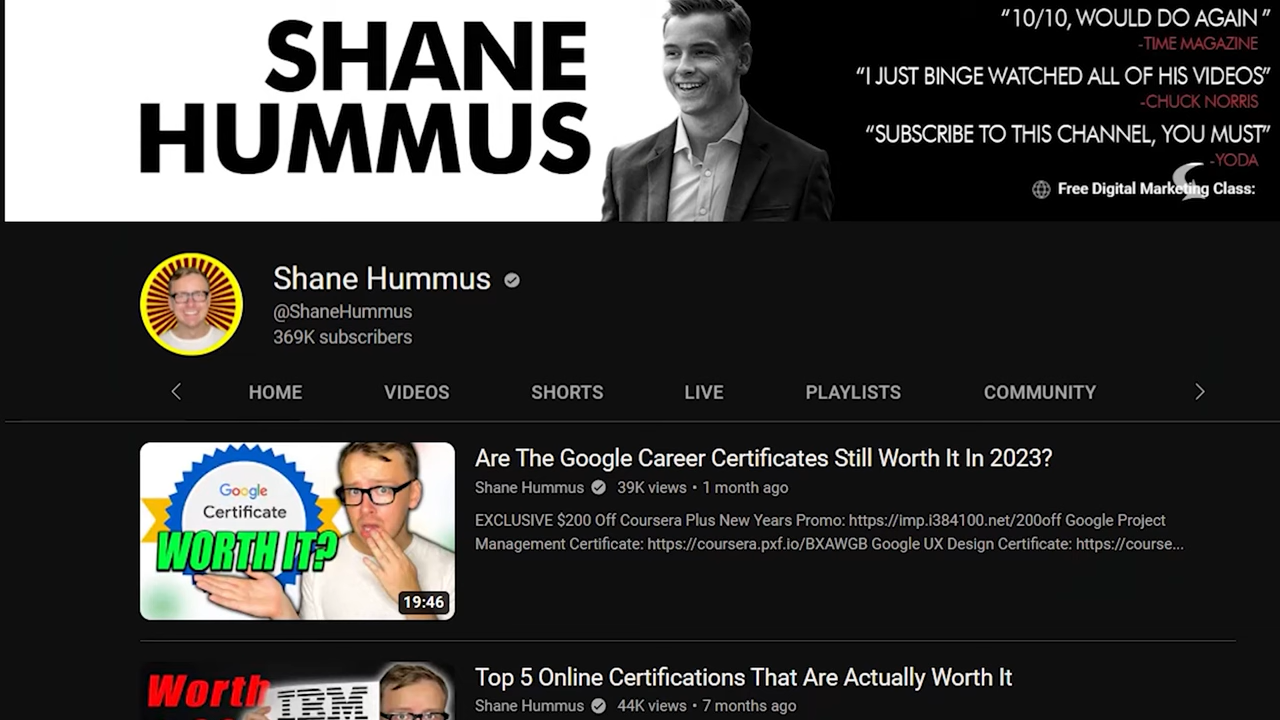 SHANE
HUMMUS
“10/10, WOULD DO AGAIN ”
-TIME MAGAZINE
“I JUST BINGE WATCHED ALL OF HIS VIDEOS”
-CHUCK NORRIS
“SUBSCRIBE TO THIS CHANNEL, YOU MUST”
-YODA
Free Digital Marketing Class:
Shane Hummus
@ShaneHummus
369K subscribers
HOME VIDEOS SHORTS LIVE PLAYLISTS COMMUNITY
Google
Certificate
WORTH IT?
19:46
Are The Google Career Certificates Still Worth It In 2023?
Shane Hummus 39K views • 1 month ago
EXCLUSIVE $200 Off Coursera Plus New Years Promo: https://imp.i384100.net/200off Google Project
Management Certificate: https://coursera.pxf.io/BXAWGB Google UX Design Certificate: https://course...
Worth
IBM
Top 5 Online Certifications That Are Actually Worth It
Shane Hummus 44K views • 7 months ago